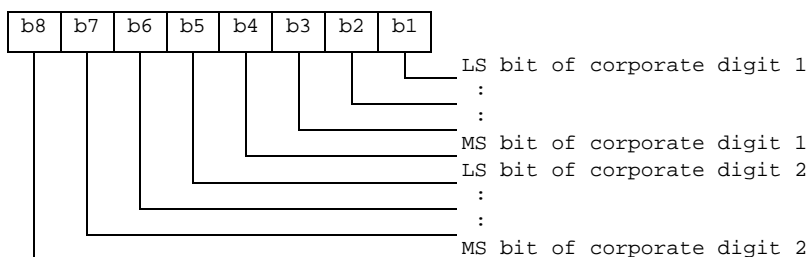 b8 b7 b6 b5 b4 b3 b2 b1
LS bit of corporate digit 1
:
:
MS bit of corporate digit 1
LS bit of corporate digit 2
:
:
MS bit of corporate digit 2